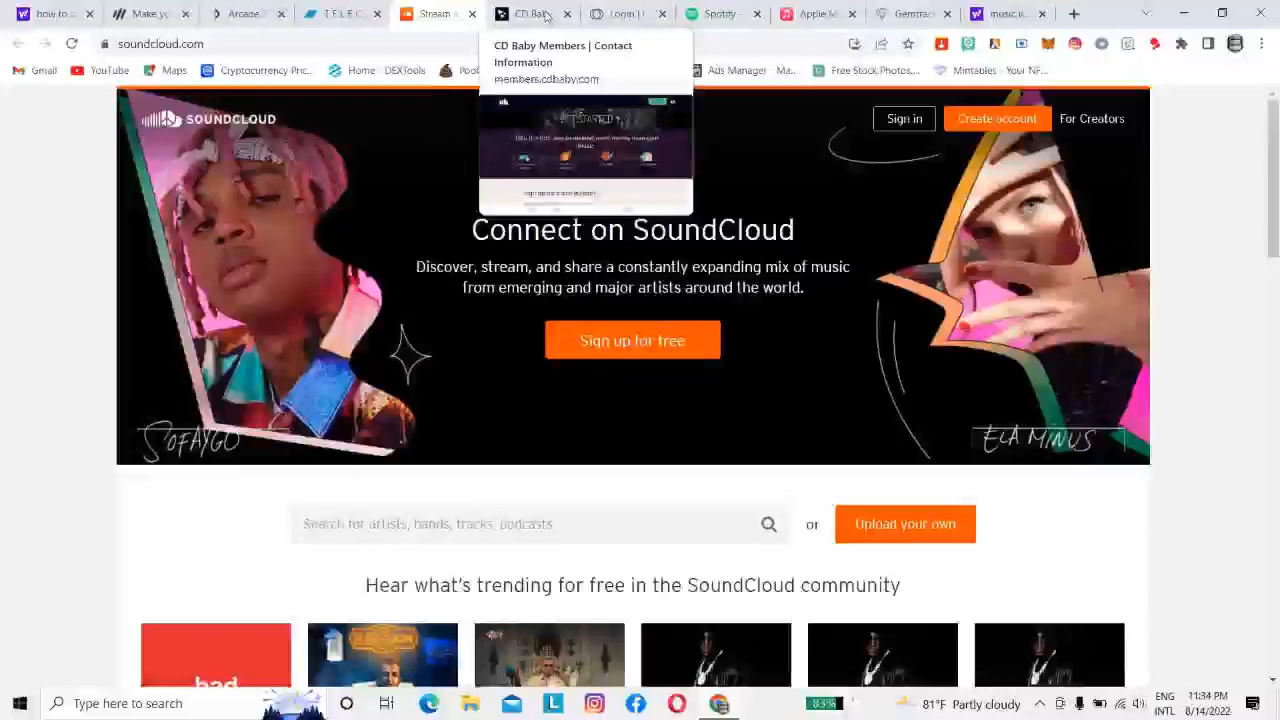 how to
Soundc
Stream
CD Baby
Login | I
Spotify
Apple M
Gemtrac
music.is
soundcloud.com
Gmail
YouTube
Maps
Cryptocurrency Pric...
Home
DEXTools
Ads Manager
Ma...
Free Stock Photos,...
Mintables - Your NF...
CD Baby Members | Contact
Information
members.cdbaby.com
SOUNDCLOUD
Sign in
Create account
For Creators
Connect on SoundCloud
Discover, stream, and share a constantly expanding mix of music
from emerging and major artists around the world.
Sign up for free
SOFAYGO
ELA MINUS
Search for artists, bands, tracks, podcasts
or
Upload your own
Hear what's trending for free in the SoundCloud community
bad
Type here to search
83%
81°F Partly cloudy
ENG
INTL
11:34 PM
8/14/2022